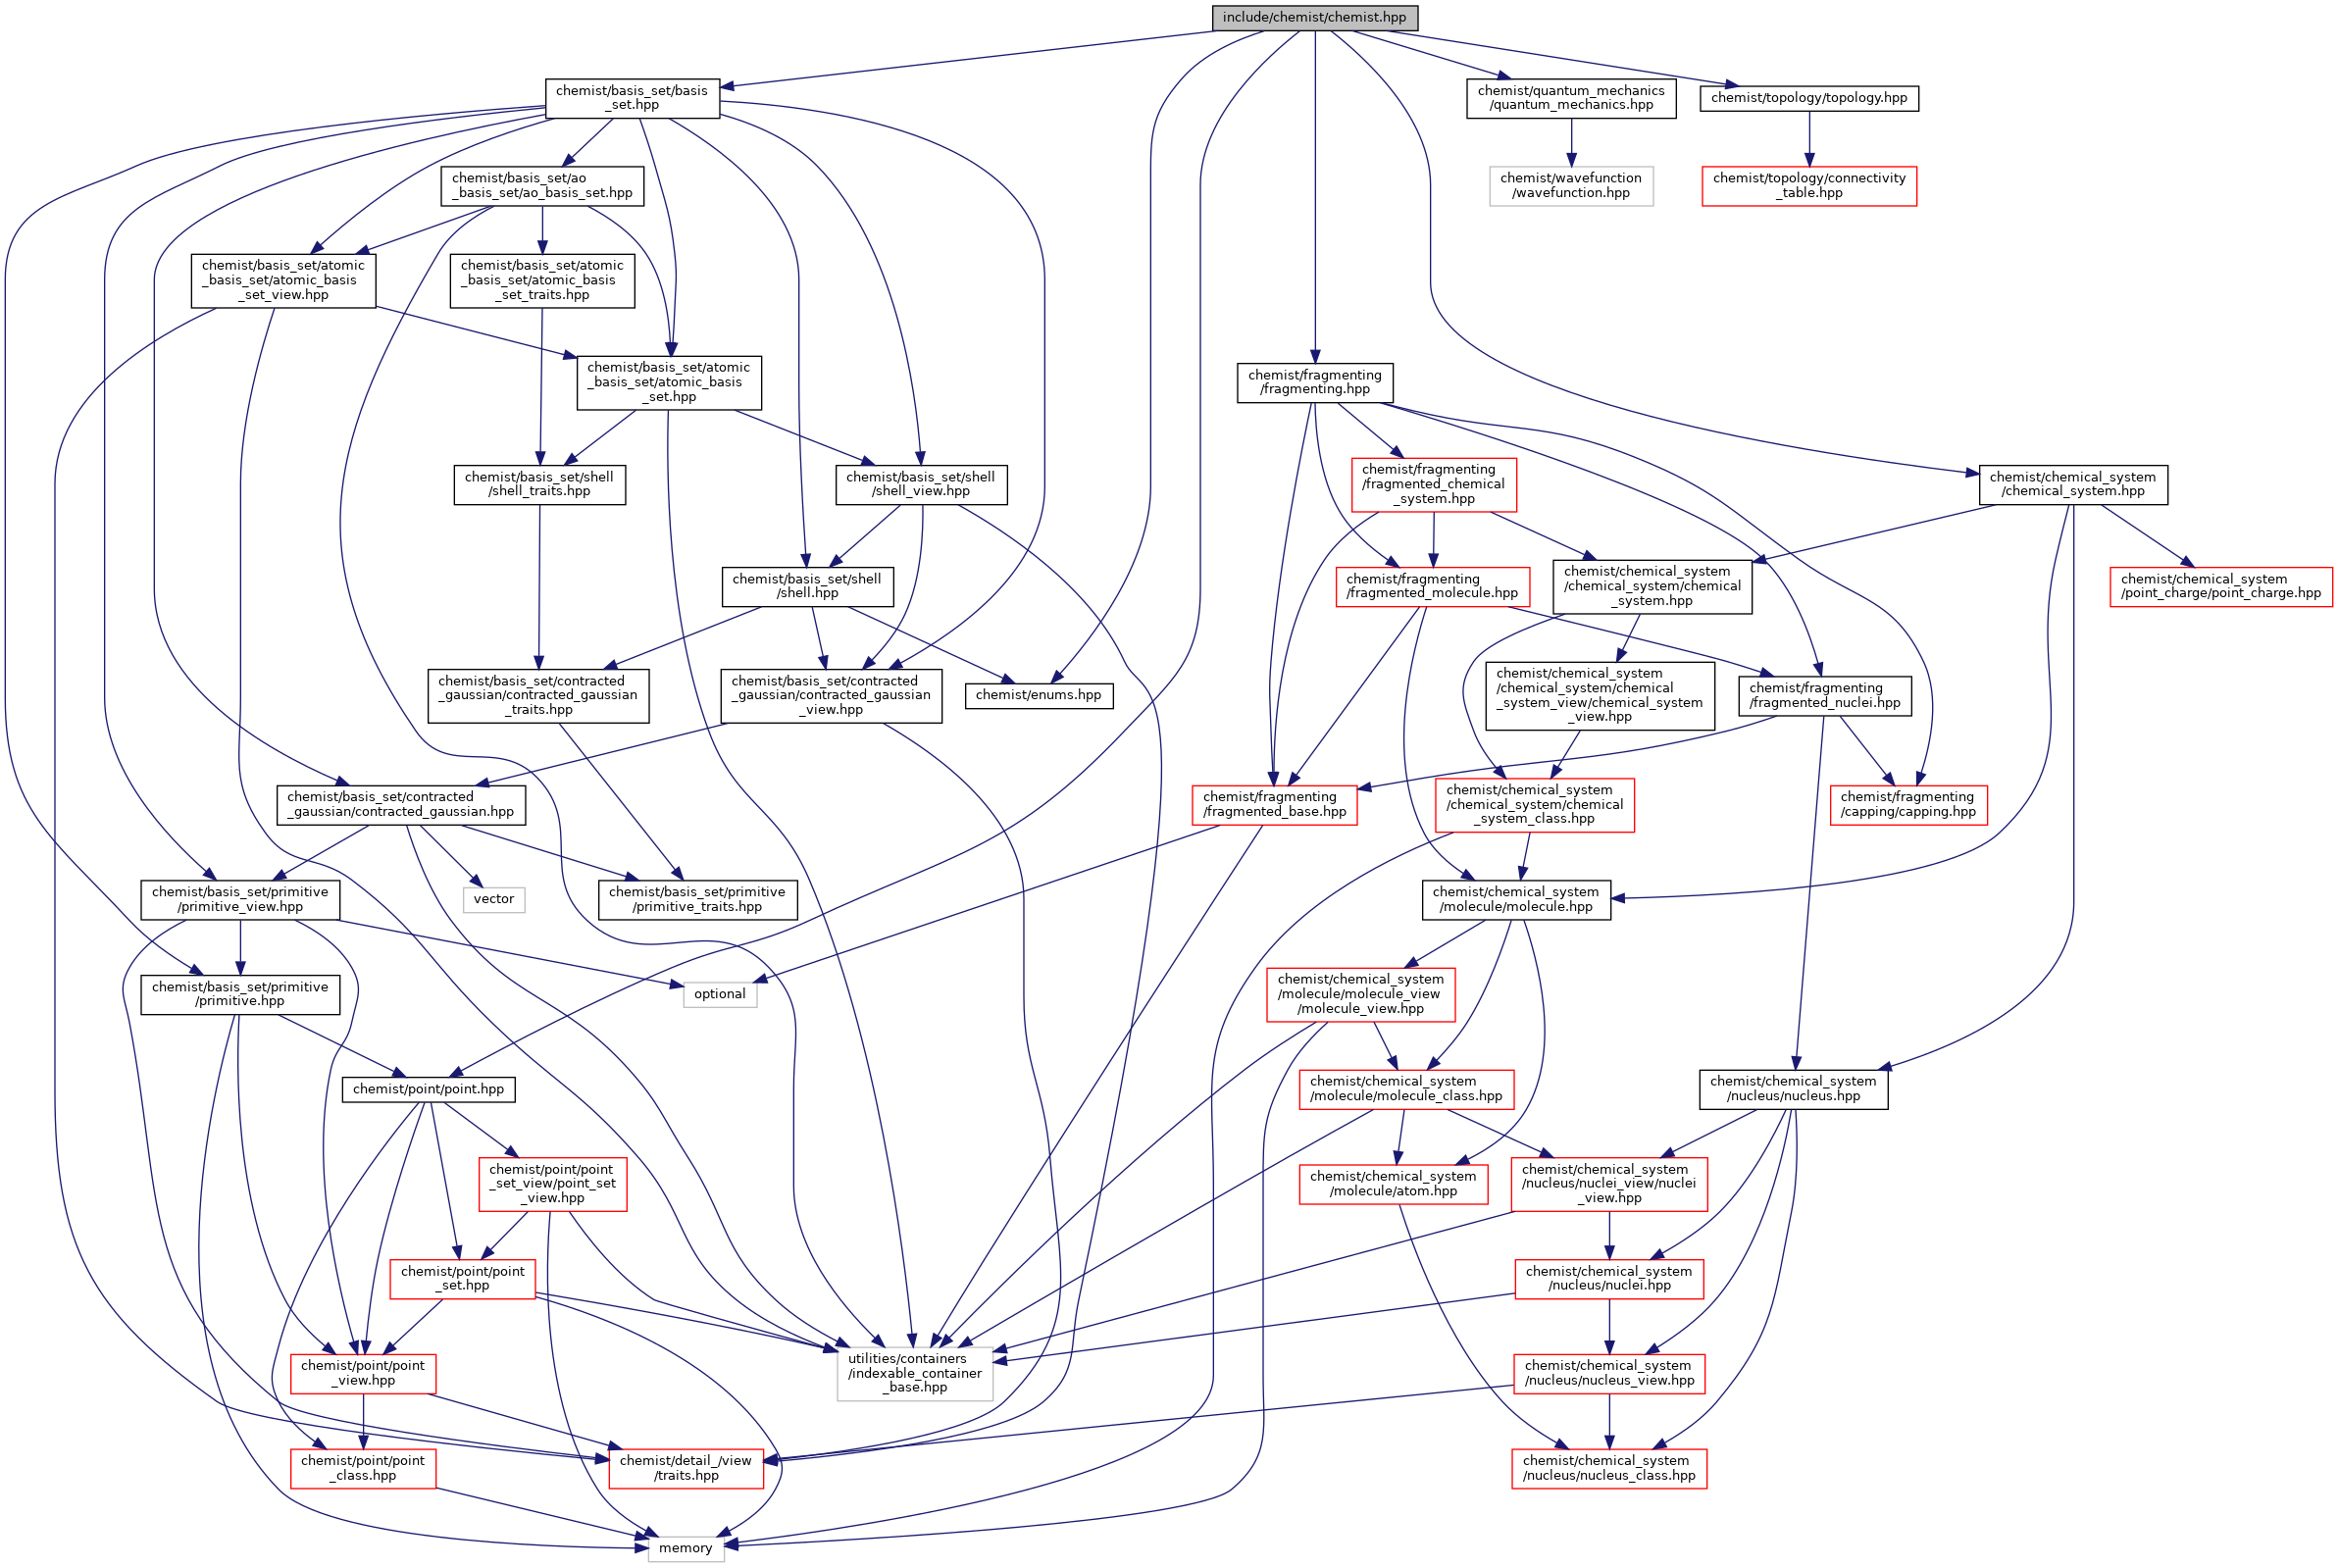 include/chemist/chemist.hpp
chemist/basis_set/basis
_set.hpp
chemist/quantum_mechanics
/quantum_mechanics.hpp
chemist/topology/topology.hpp
chemist/basis_set/ao
_basis_set/ao_basis_set.hpp
chemist/wavefunction
/wavefunction.hpp
chemist/topology/connectivity
_table.hpp
chemist/basis_set/atomic
_basis_set/atomic_basis
_set_view.hpp
chemist/basis_set/atomic
_basis_set/atomic_basis
_set_traits.hpp
chemist/basis_set/atomic
_basis_set/atomic_basis
_set.hpp
chemist/fragmenting
/fragmenting.hpp
chemist/basis_set/shell
/shell_traits.hpp
chemist/basis_set/shell
/shell_view.hpp
chemist/fragmenting
/fragmented_chemical
_system.hpp
chemist/chemical_system
/chemical_system.hpp
chemist/basis_set/shell
/shell.hpp
chemist/fragmenting
/fragmented_molecule.hpp
chemist/chemical_system
/chemical_system/chemical
_system.hpp
chemist/chemical_system
/point_charge/point_charge.hpp
chemist/basis_set/contracted
_gaussian/contracted_gaussian
_traits.hpp
chemist/basis_set/contracted
_gaussian/contracted_gaussian
_view.hpp
chemist/enums.hpp
chemist/chemical_system
/chemical_system/chemical
_system_view/chemical_system
_view.hpp
chemist/fragmenting
/fragmented_nuclei.hpp
chemist/basis_set/contracted
_gaussian/contracted_gaussian.hpp
chemist/fragmenting
/fragmented_base.hpp
chemist/chemical_system
/chemical_system/chemical
_system_class.hpp
chemist/fragmenting
/capping/capping.hpp
chemist/basis_set/primitive
/primitive_view.hpp
vector
chemist/basis_set/primitive
/primitive_traits.hpp
chemist/chemical_system
/molecule/molecule.hpp
chemist/basis_set/primitive
/primitive.hpp
optional
chemist/chemical_system
/molecule/molecule_view
/molecule_view.hpp
chemist/point/point.hpp
chemist/chemical_system
/molecule/molecule_class.hpp
chemist/chemical_system
/nucleus/nucleus.hpp
chemist/point/point
_set_view/point_set
_view.hpp
chemist/chemical_system
/molecule/atom.hpp
chemist/chemical_system
/nucleus/nuclei_view/nuclei
_view.hpp
chemist/point/point
_set.hpp
chemist/chemical_system
/nucleus/nuclei.hpp
chemist/point/point
_view.hpp
utilities/containers
/indexable_container
_base.hpp
chemist/chemical_system
/nucleus/nucleus_view.hpp
chemist/point/point
_class.hpp
chemist/detail_/view
/traits.hpp
chemist/chemical_system
/nucleus/nucleus_class.hpp
memory